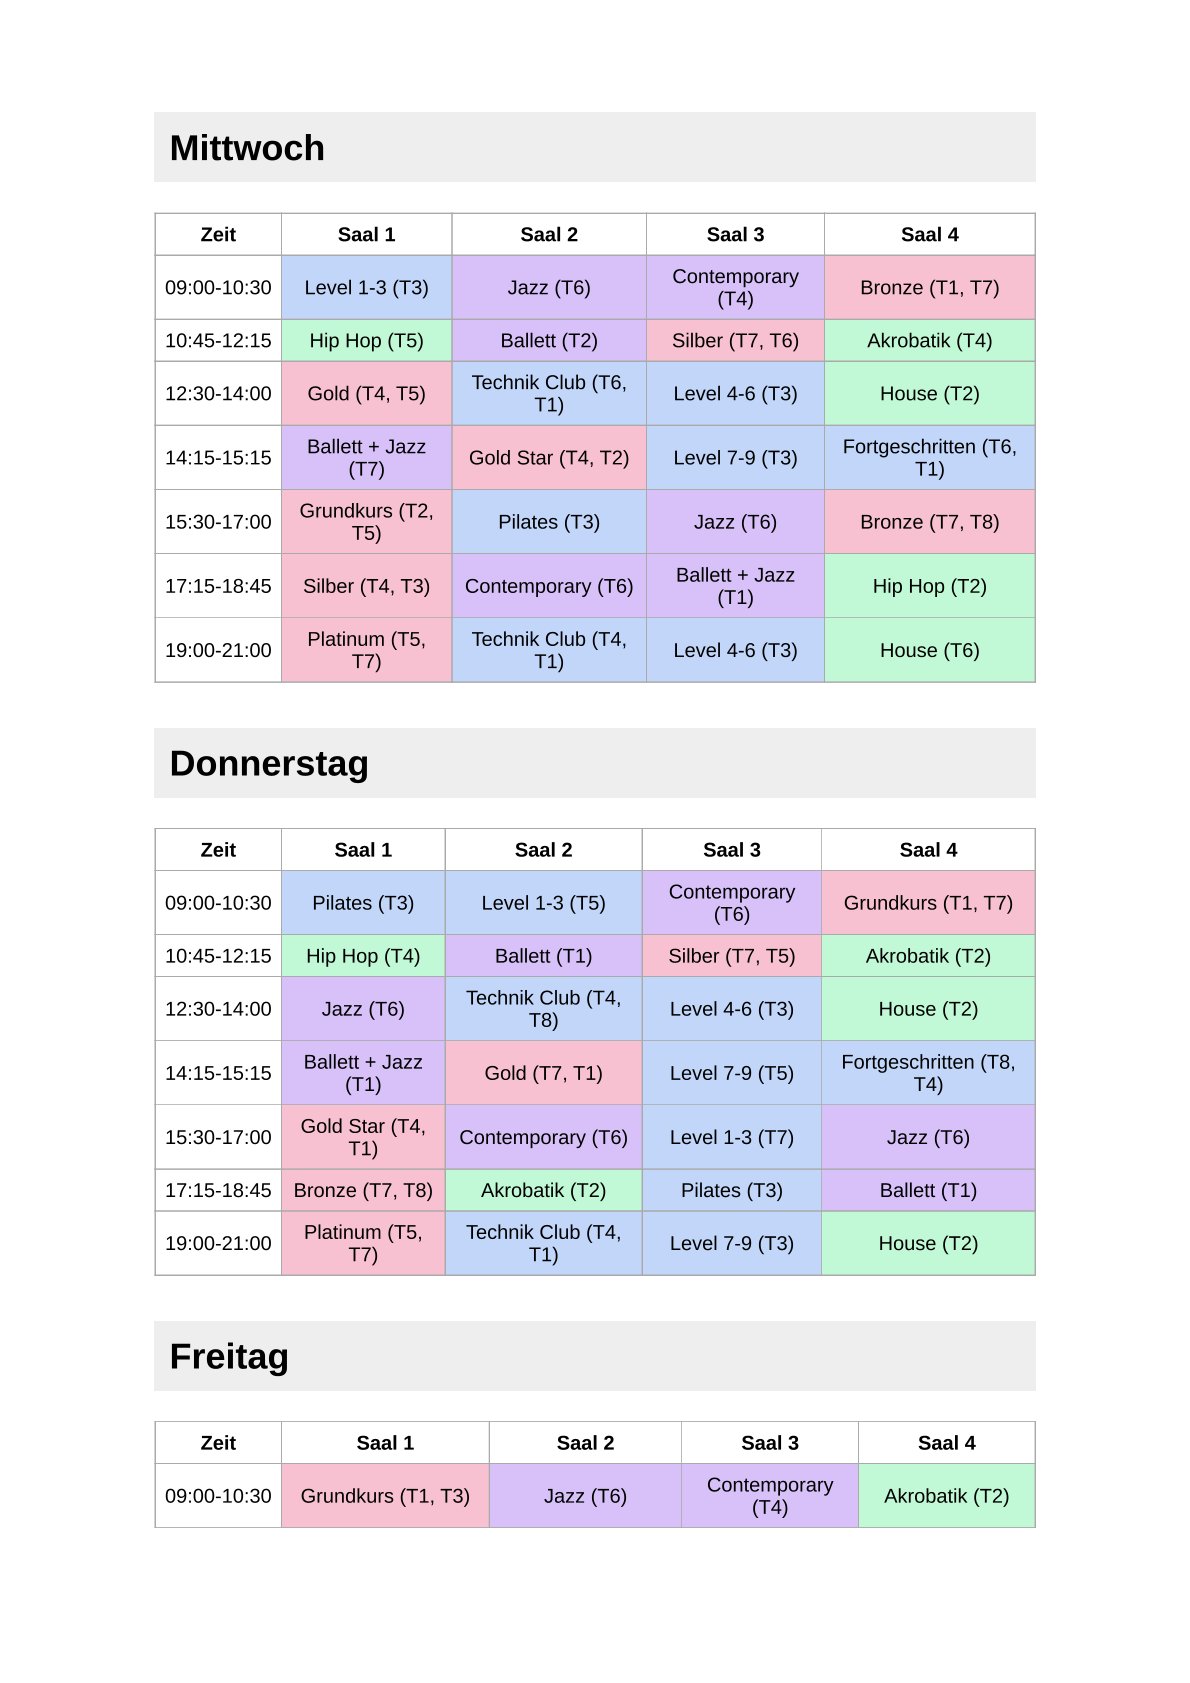 Mittwoch
Zeit Saal 1 Saal 2 Saal 3 Saal 4
09:00-10:30 Level 1-3 (T3) Jazz (T6) Contemporary (T4) Bronze (T1, T7)
10:45-12:15 Hip Hop (T5) Ballett (T2) Silber (T7, T6) Akrobatik (T4)
12:30-14:00 Gold (T4, T5) Technik Club (T6, T1) Level 4-6 (T3) House (T2)
14:15-15:15 Ballett + Jazz (T7) Gold Star (T4, T2) Level 7-9 (T3) Fortgeschritten (T6, T1)
15:30-17:00 Grundkurs (T2, T5) Pilates (T3) Jazz (T6) Bronze (T7, T8)
17:15-18:45 Silber (T4, T3) Contemporary (T6) Ballett + Jazz (T1) Hip Hop (T2)
19:00-21:00 Platinum (T5, T7) Technik Club (T4, T1) Level 4-6 (T3) House (T6)
Donnerstag
Zeit Saal 1 Saal 2 Saal 3 Saal 4
09:00-10:30 Pilates (T3) Level 1-3 (T5) Contemporary (T6) Grundkurs (T1, T7)
10:45-12:15 Hip Hop (T4) Ballett (T1) Silber (T7, T5) Akrobatik (T2)
12:30-14:00 Jazz (T6) Technik Club (T4, T8) Level 4-6 (T3) House (T2)
14:15-15:15 Ballett + Jazz (T1) Gold (T7, T1) Level 7-9 (T5) Fortgeschritten (T8, T4)
15:30-17:00 Gold Star (T4, T1) Contemporary (T6) Level 1-3 (T7) Jazz (T6)
17:15-18:45 Bronze (T7, T8) Akrobatik (T2) Pilates (T3) Ballett (T1)
19:00-21:00 Platinum (T5, T7) Technik Club (T4, T1) Level 7-9 (T3) House (T2)
Freitag
Zeit Saal 1 Saal 2 Saal 3 Saal 4
09:00-10:30 Grundkurs (T1, T3) Jazz (T6) Contemporary (T4) Akrobatik (T2)